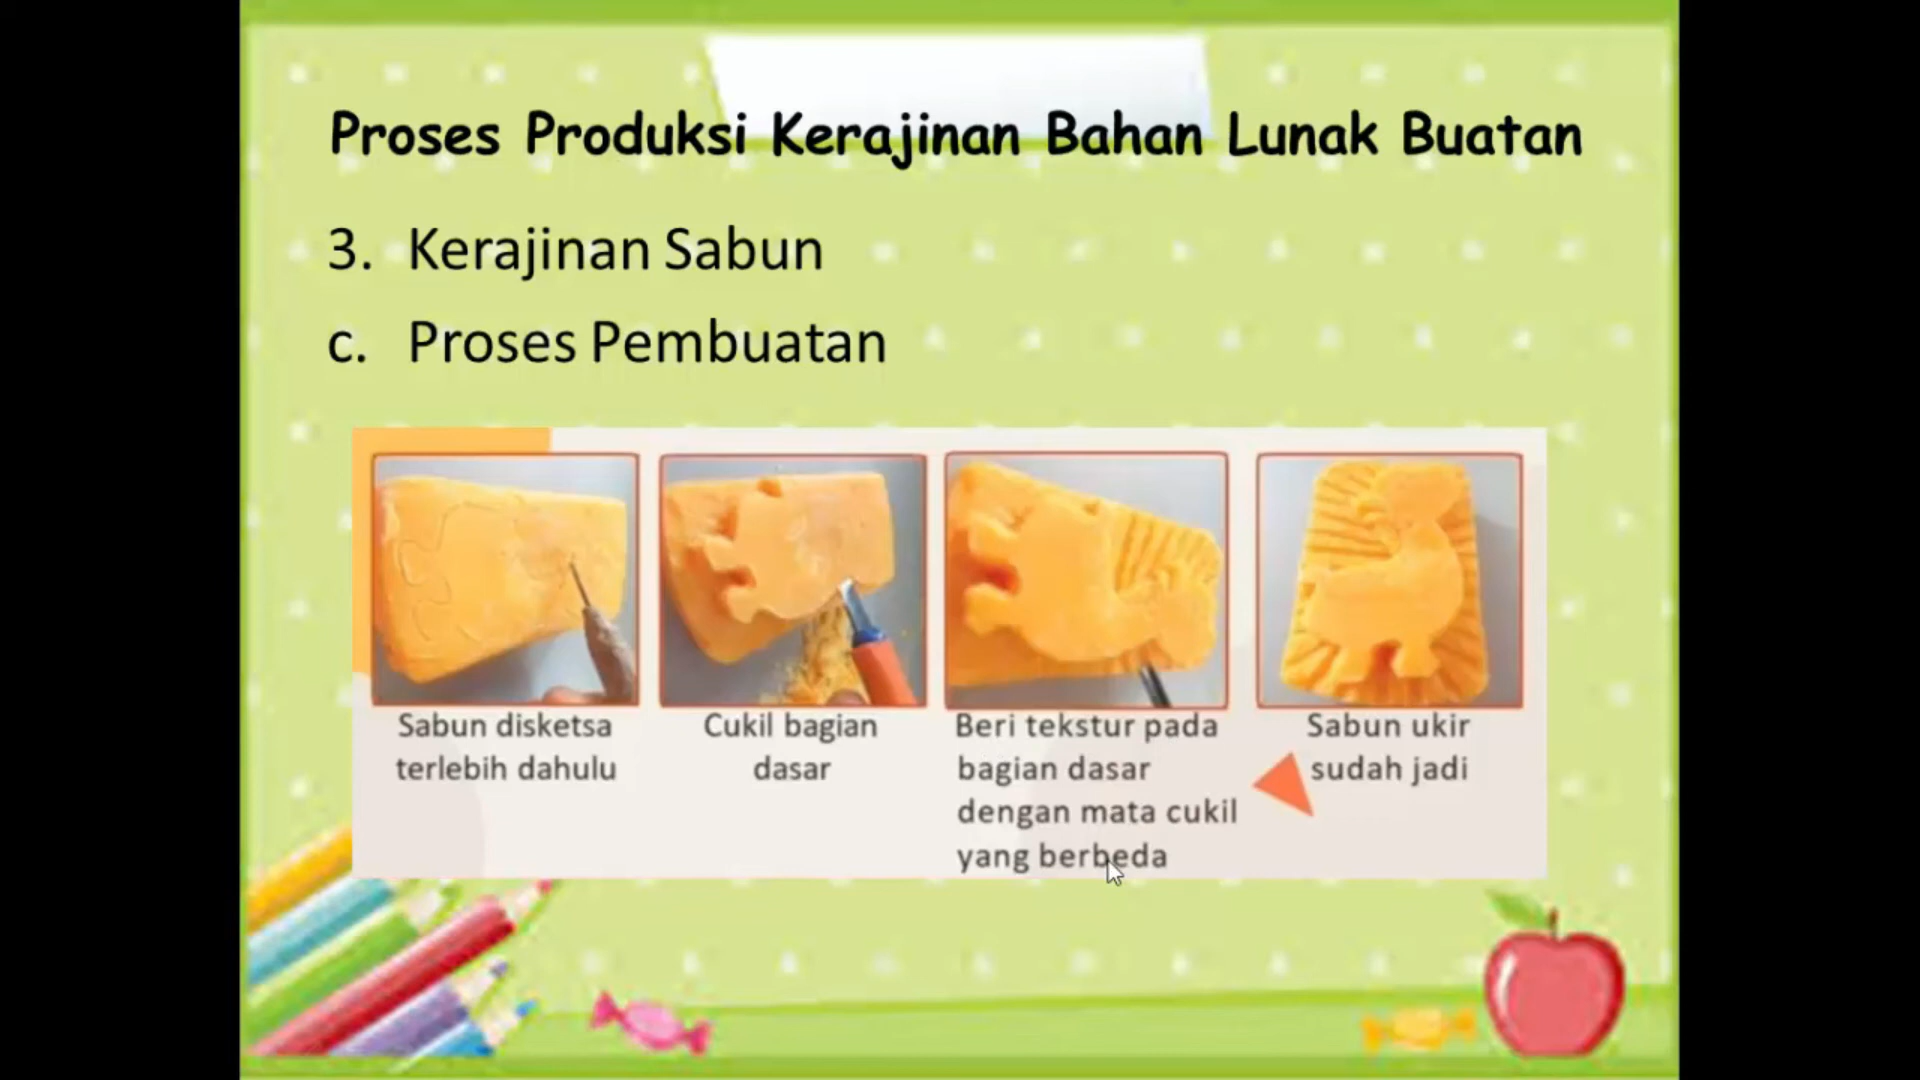 Proses Produksi Kerajinan Bahan Lunak Buatan
3. Kerajinan Sabun
c. Proses Pembuatan
Sabun disketsa
terlebih dahulu
Cukil bagian
dasar
Beri tekstur pada
bagian dasar
dengan mata cukil
yang berbeda
Sabun ukir
sudah jadi